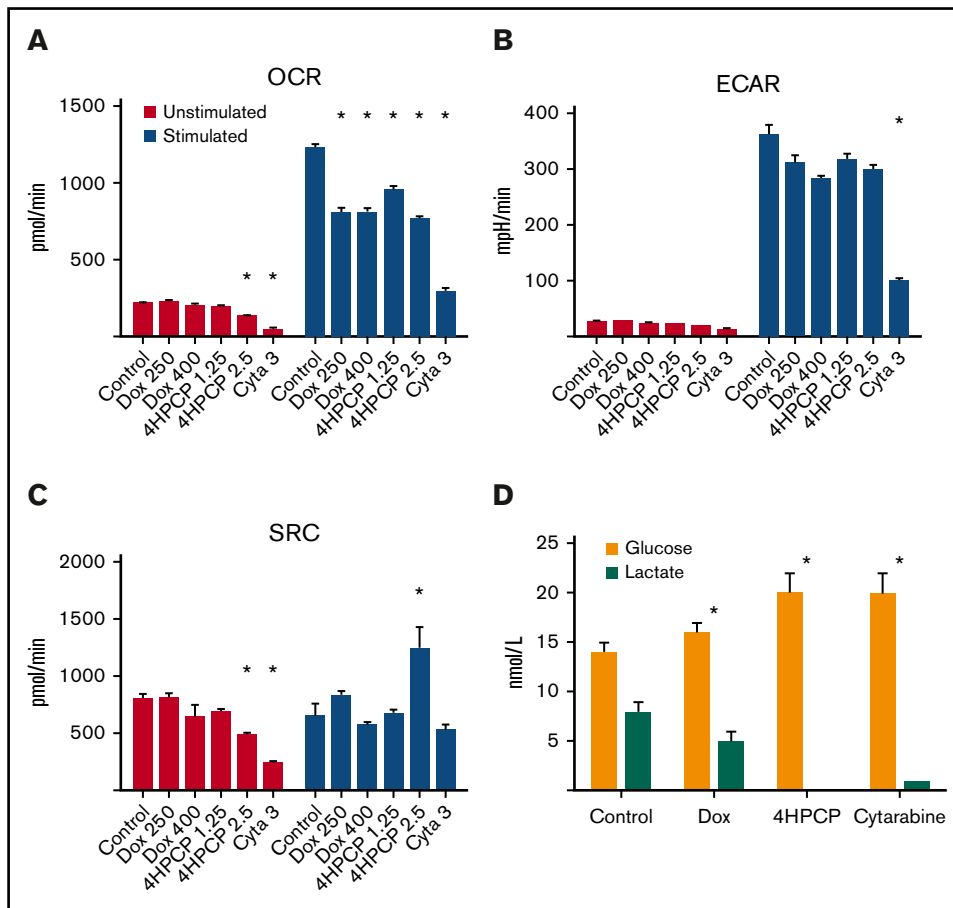 A
OCR
1500
1000
500
pmol/min
Unstimulated
Stimulated
* * * * *
* *
Control
Dox 250
Dox 400
4HPCP 1.25
4HPCP 2.5
Cyta 3
Control
Dox 250
Dox 400
4HPCP 1.25
4HPCP 2.5
Cyta 3
B
ECAR
400
300
200
100
mpH/min
*
Control
Dox 250
Dox 400
4HPCP 1.25
4HPCP 2.5
Cyta 3
Control
Dox 250
Dox 400
4HPCP 1.25
4HPCP 2.5
Cyta 3
C
SRC
2000
1500
1000
500
pmol/min
* * *
Control
Dox 250
Dox 400
4HPCP 1.25
4HPCP 2.5
Cyta 3
Control
Dox 250
Dox 400
4HPCP 1.25
4HPCP 2.5
Cyta 3
D
25
20
15
10
5
nmol/L
Glucose
Lactate
* * *
Control
Dox
4HPCP
Cytarabine